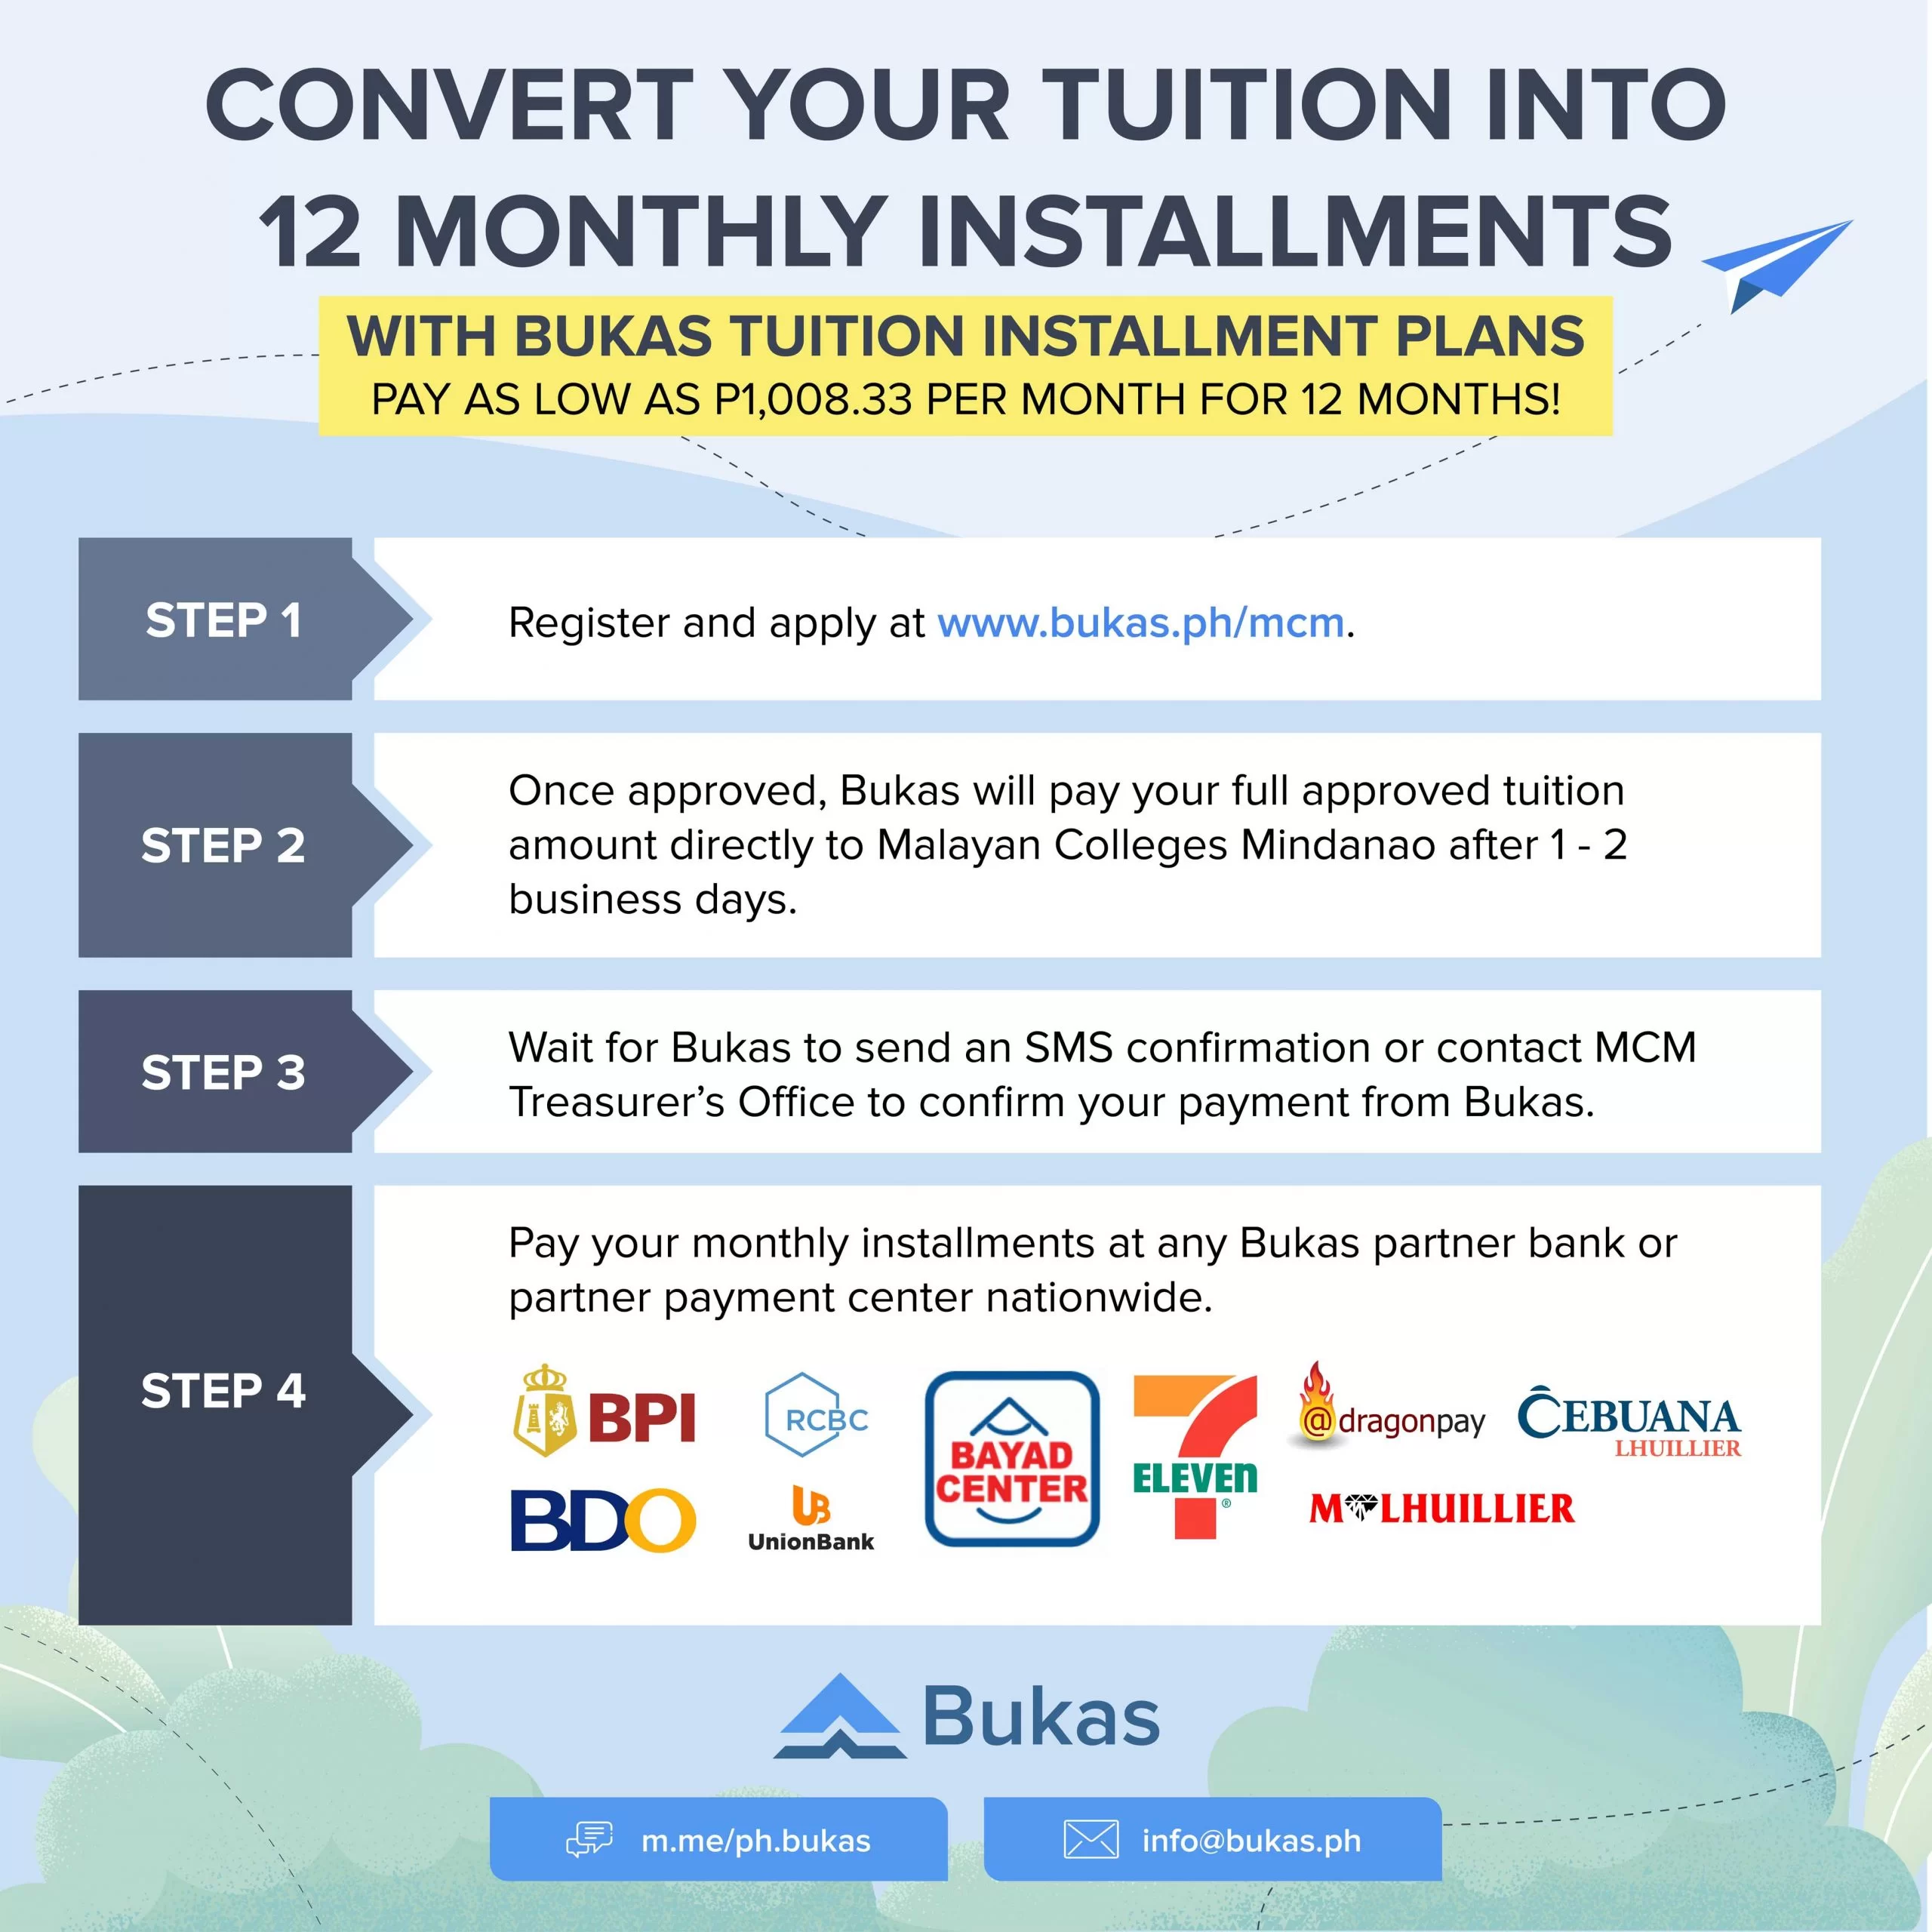 CONVERT YOUR TUITION INTO
12 MONTHLY INSTALLMENTS
WITH BUKAS TUITION INSTALLMENT PLANS
PAY AS LOW AS P1,008.33 PER MONTH FOR 12 MONTHS!
STEP 1
Register and apply at www.bukas.ph/mcm.
STEP 2
Once approved, Bukas will pay your full approved tuition
amount directly to Malayan Colleges Mindanao after 1 - 2
business days.
STEP 3
Wait for Bukas to send an SMS confirmation or contact MCM
Treasurer’s Office to confirm your payment from Bukas.
STEP 4
Pay your monthly installments at any Bukas partner bank or
partner payment center nationwide.
BPI
RCBC
BAYAD
CENTER
7
ELEVEn
®
@dragonpay
CEBUANA
LHUILLIER
BDO
UB
UnionBank
M LHUILLIER
Bukas
m.me/ph.bukas
info@bukas.ph